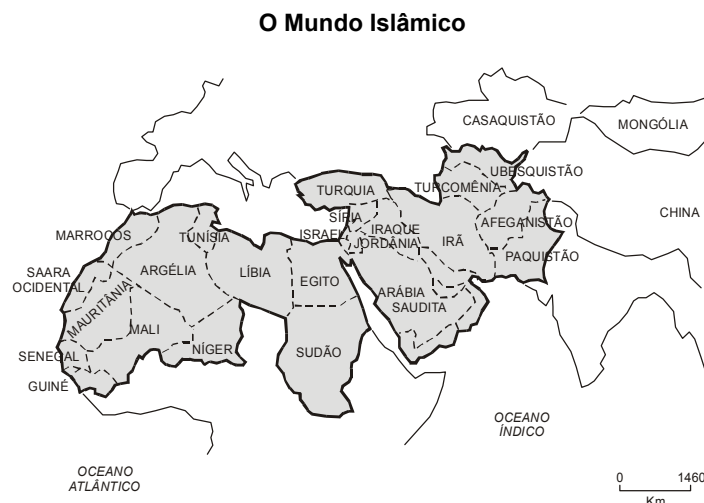 O Mundo Islâmico
CASAQUISTÃO
MONGÓLIA
UBESQUISTÃO
TURQUIA
TURCOMÊNIA
CHINA
SÍRIA
AFEGANISTÃO
MARROCOS
TUNÍSIA
ISRAEL
IRAQUE
JORDÂNIA
IRÃ
PAQUISTÃO
SAARA
OCIDENTAL
ARGÉLIA
LÍBIA
EGITO
ARÁBIA
SAUDITA
MAURITÂNIA
MALI
SENEGAL
NÍGER
SUDÃO
GUINÉ
OCEANO
ÍNDICO
OCEANO
ATLÂNTICO
0 1460
Km